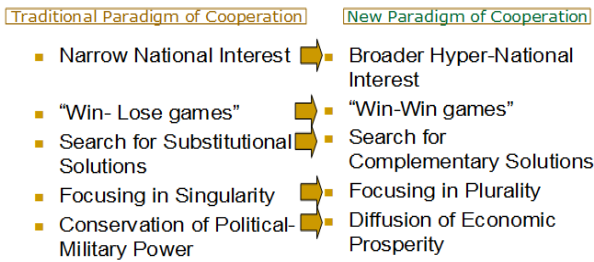 Traditional Paradigm of Cooperation
Narrow National Interest
“Win- Lose games”
Search for Substitutional
Solutions
Focusing in Singularity
Conservation of Political-
Military Power
New Paradigm of Cooperation
Broader Hyper-National
Interest
“Win-Win games”
Search for
Complementary Solutions
Focusing in Plurality
Diffusion of Economic
Prosperity